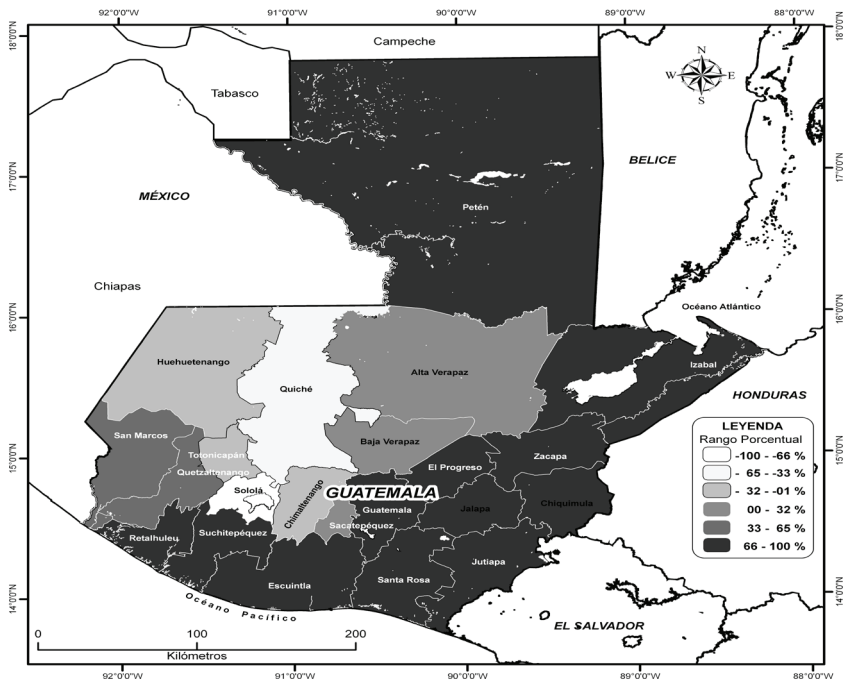 92°0'0"W 91°0'0"W 90°0'0"W 89°0'0"W 88°0'0"W
18°0'0"N
18°0'0"N
Campeche
N
W E
S
Tabasco
BELICE
17°0'0"N
17°0'0"N
MÉXICO
Petén
Chiapas
Océano Atlántico
16°0'0"N
16°0'0"N
Huehuetenango
Izabal
Alta Verapaz
Quiché
HONDURAS
LEYENDA
Rango Porcentual
-100 - -66 %
- 65 - -33 %
- 32 - -01 %
00 - 32 %
33 - 65 %
66 - 100 %
San Marcos
Baja Verapaz
Totonicapán
Zacapa
15°0'0"N
15°0'0"N
El Progreso
Quetzaltenango
Sololá
Chimaltenango
GUATEMALA
Chiquimula
Guatemala
Jalapa
Sacatepéquez
Retalhuleu
Suchitepéquez
Jutiapa
Escuintla
Santa Rosa
14°0'0"N
14°0'0"N
Océano Pacífico
EL SALVADOR
0 100 200
Kilómetros
92°0'0"W 91°0'0"W 90°0'0"W 89°0'0"W 88°0'0"W